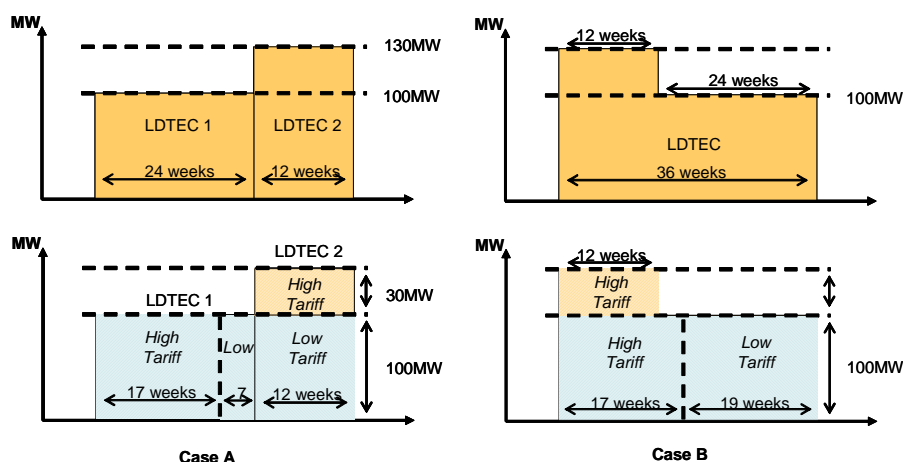 MW
130MW
100MW
LDTEC 1
LDTEC 2
24 weeks
12 weeks
MW
12 weeks
24 weeks
100MW
LDTEC
36 weeks
MW
LDTEC 2
LDTEC 1
High
Tariff
30MW
High
Tariff
Low
Low
Tariff
100MW
17 weeks
7
12 weeks
Case A
MW
12 weeks
High
Tariff
High
Tariff
Low
Tariff
100MW
17 weeks
19 weeks
Case B